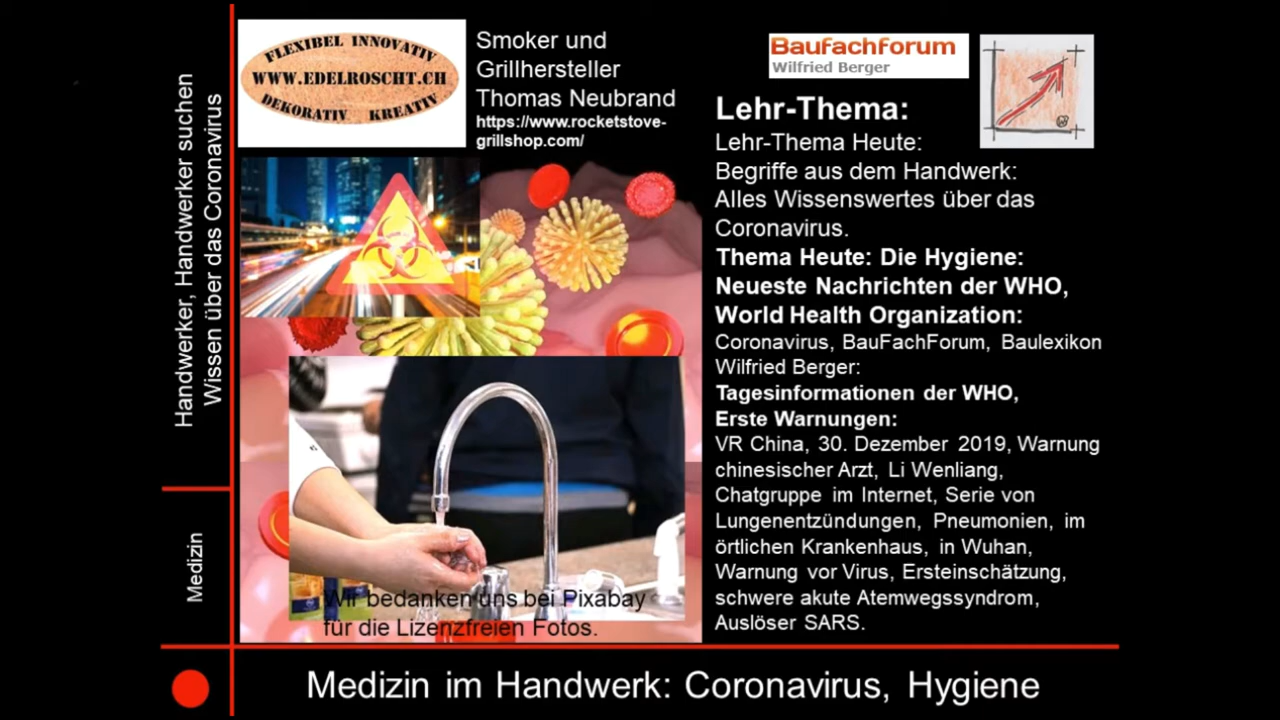 Handwerker, Handwerker suchen
Wissen über das Coronavirus
Medizin
FLEXIBEL INNOVATIV
WWW.EDELROSCHT.CH
DEKORATIV KREATIV
Smoker und
Grillhersteller
Thomas Neubrand
https://www.rocketstove-
grillshop.com/
Wir bedanken uns bei Pixabay
für die Lizenzfreien Fotos.
Baufachforum
Wilfried Berger
Lehr-Thema:
Lehr-Thema Heute:
Begriffe aus dem Handwerk:
Alles Wissenswertes über das
Coronavirus.
Thema Heute: Die Hygiene:
Neueste Nachrichten der WHO,
World Health Organization:
Coronavirus, BauFachForum, Baulexikon
Wilfried Berger:
Tagesinformationen der WHO,
Erste Warnungen:
VR China, 30. Dezember 2019, Warnung
chinesischer Arzt, Li Wenliang,
Chatgruppe im Internet, Serie von
Lungenentzündungen, Pneumonien, im
örtlichen Krankenhaus, in Wuhan,
Warnung vor Virus, Ersteinschätzung,
schwere akute Atemwegssyndrom,
Auslöser SARS.
Medizin im Handwerk: Coronavirus, Hygiene